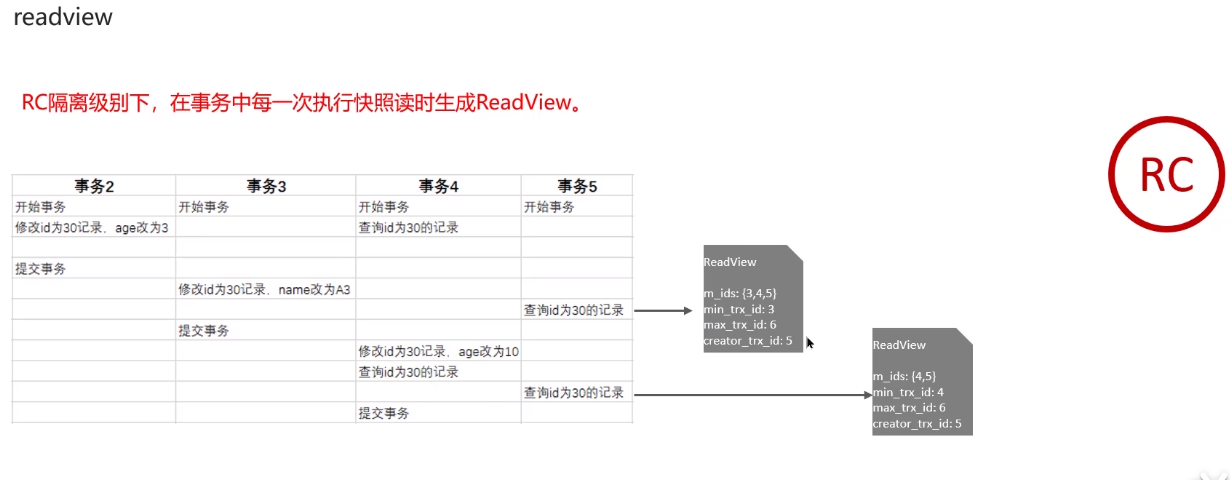 readview
RC隔离级别下，在事务中每一次执行快照读时生成ReadView。
RC
事务2 事务3 事务4 事务5
开始事务 开始事务 开始事务 开始事务
修改id为30记录、age改为3 查询id为30的记录
提交事务
修改id为30记录、name改为A3
查询id为30的记录
提交事务
修改id为30记录、age改为10
查询id为30的记录
查询id为30的记录
提交事务
ReadView
m_ids: {3,4,5}
min_trx_id: 3
max_trx_id: 6
creator_trx_id: 5
ReadView
m_ids: {4,5}
min_trx_id: 4
max_trx_id: 6
creator_trx_id: 5